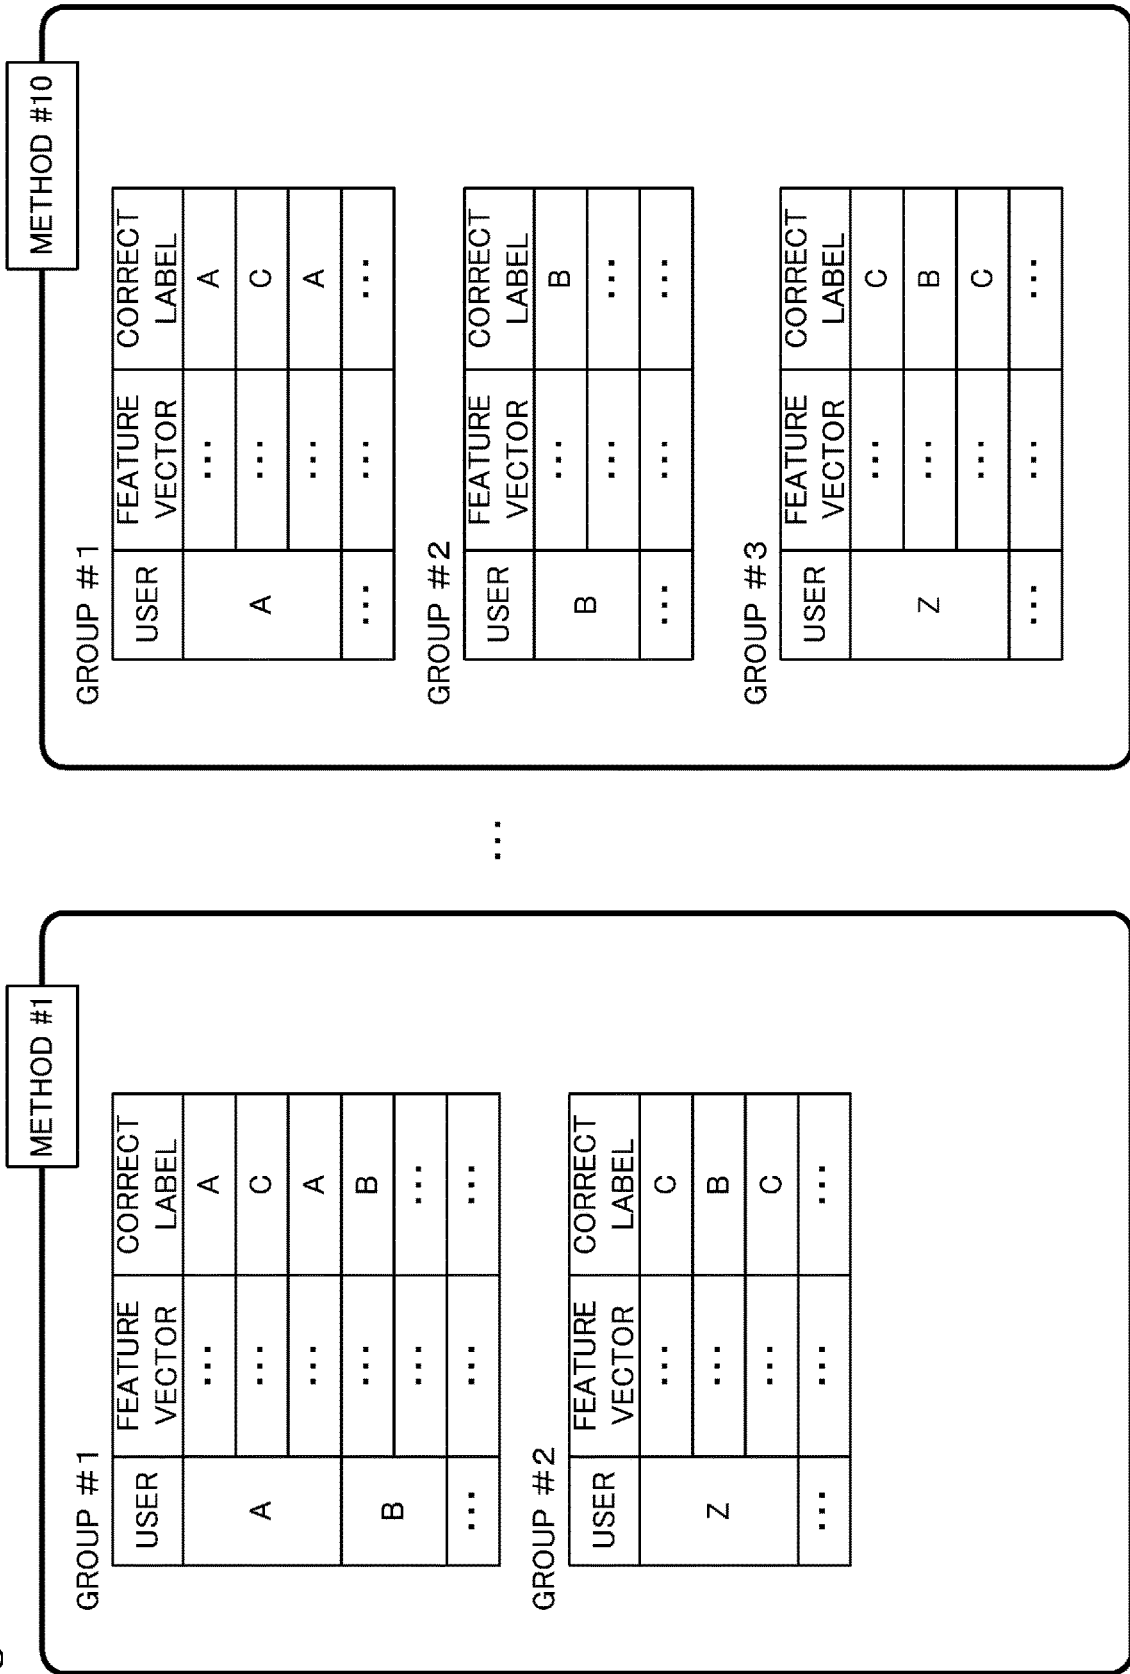 METHOD #1
GROUP #1
USER FEATURE VECTOR CORRECT LABEL
A ... A
... C
... A
B ... B
... ...
... ... ...
GROUP #2
USER FEATURE VECTOR CORRECT LABEL
Z ... C
... B
... C
... ... ...
...
METHOD #10
GROUP #1
USER FEATURE VECTOR CORRECT LABEL
A ... A
... C
... A
... ... ...
GROUP #2
USER FEATURE VECTOR CORRECT LABEL
B ... B
... ...
... ... ...
GROUP #3
USER FEATURE VECTOR CORRECT LABEL
Z ... C
... B
... C
... ... ...